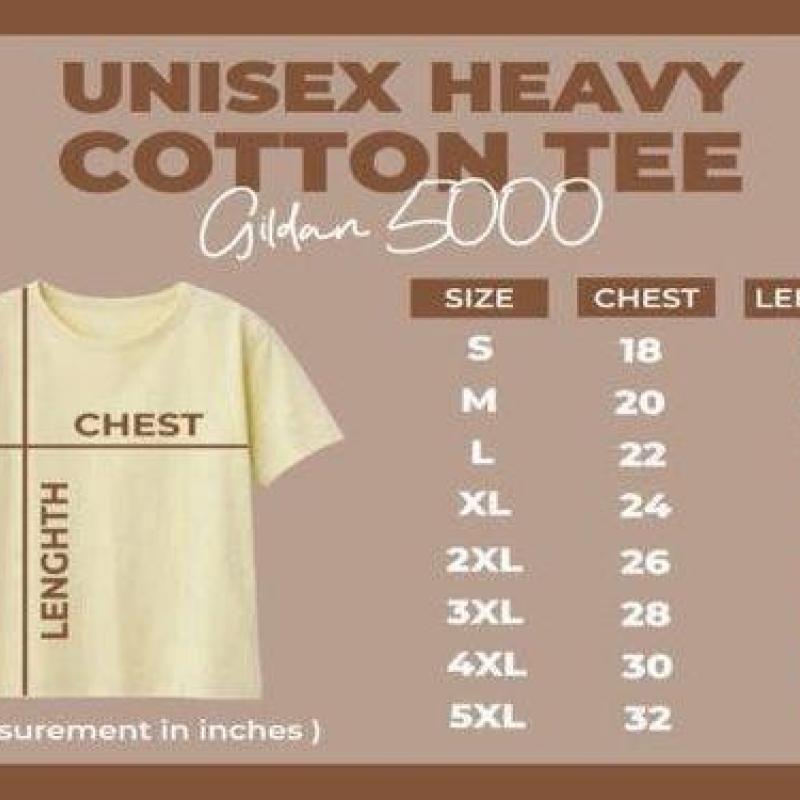 UNISEX HEAVY
COTTON TEE
Gildan 5000
SIZE CHEST
S 18
M 20
L 22
XL 24
2XL 26
3XL 28
4XL 30
5XL 32
CHEST
LENGHTH
surement in inches )